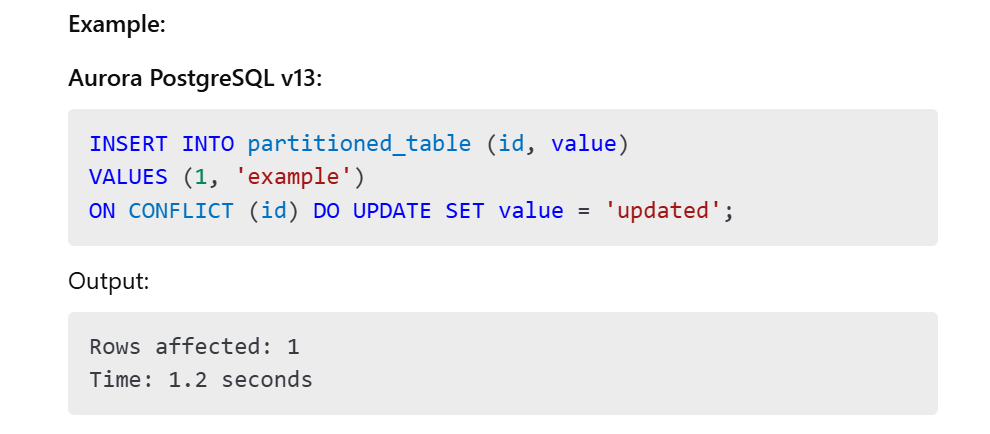 Example:
Aurora PostgreSQL v13:
INSERT INTO partitioned_table (id, value)
VALUES (1, 'example')
ON CONFLICT (id) DO UPDATE SET value = 'updated';
Output:
Rows affected: 1
Time: 1.2 seconds